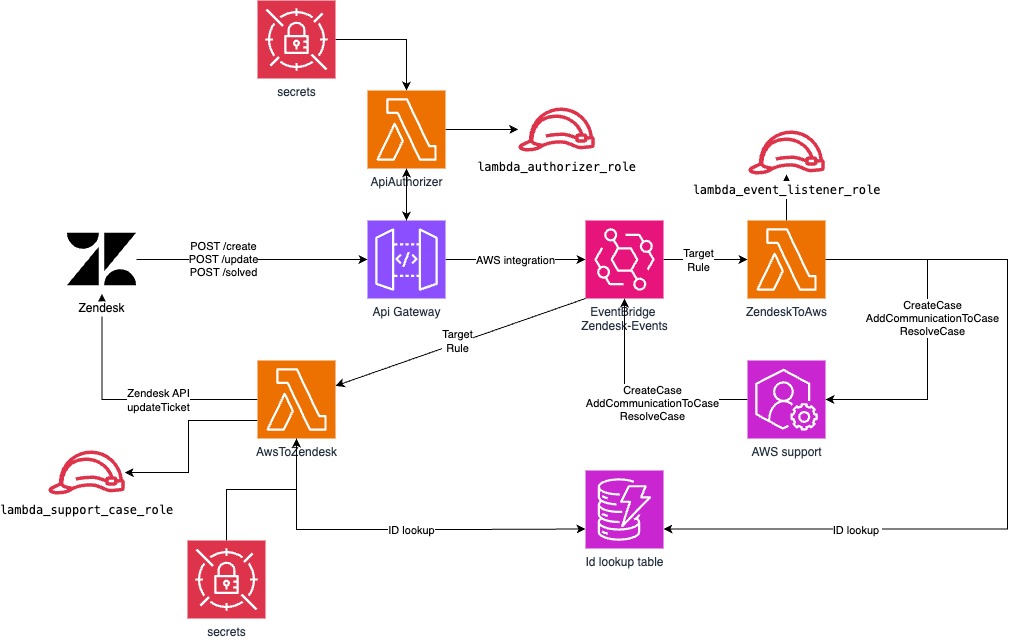 secrets
ApiAuthorizer
lambda_authorizer_role
lambda_event_listener_role
POST /create
POST /update
POST /solved
Zendesk
</>
Api Gateway
AWS integration
EventBridge
Zendesk-Events
Target
Rule
ZendeskToAws
CreateCase
AddCommunicationToCase
ResolveCase
Target
Rule
Zendesk API
updateTicket
AwsToZendesk
CreateCase
AddCommunicationToCase
ResolveCase
AWS support
lambda_support_case_role
ID lookup
ID lookup
Id lookup table
secrets